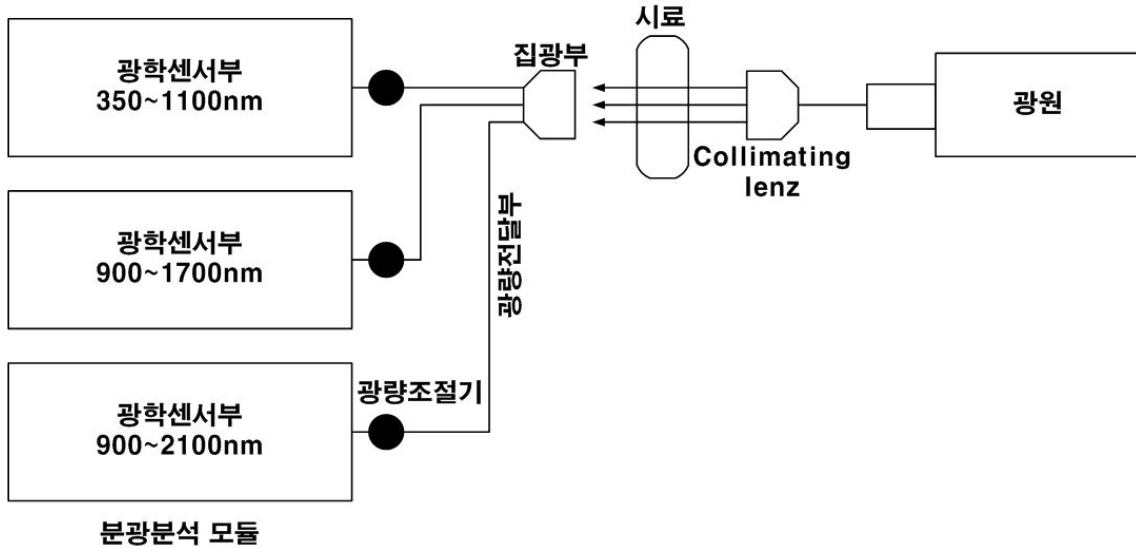 시료
집광부
광학센서부
350~1100nm
광원
Collimating
lenz
광학센서부
900~1700nm
광량전달부
광량조절기
광학센서부
900~2100nm
분광분석 모듈